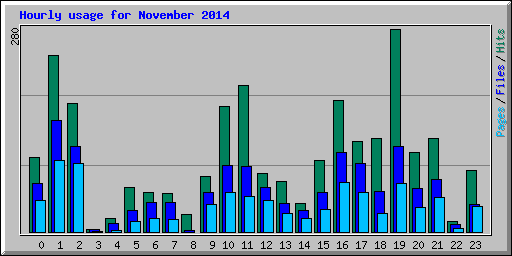 Hourly usage for November 2014
280
Pages/Files/Hits
0 1 2 3 4 5 6 7 8 9 10 11 12 13 14 15 16 17 18 19 20 21 22 23